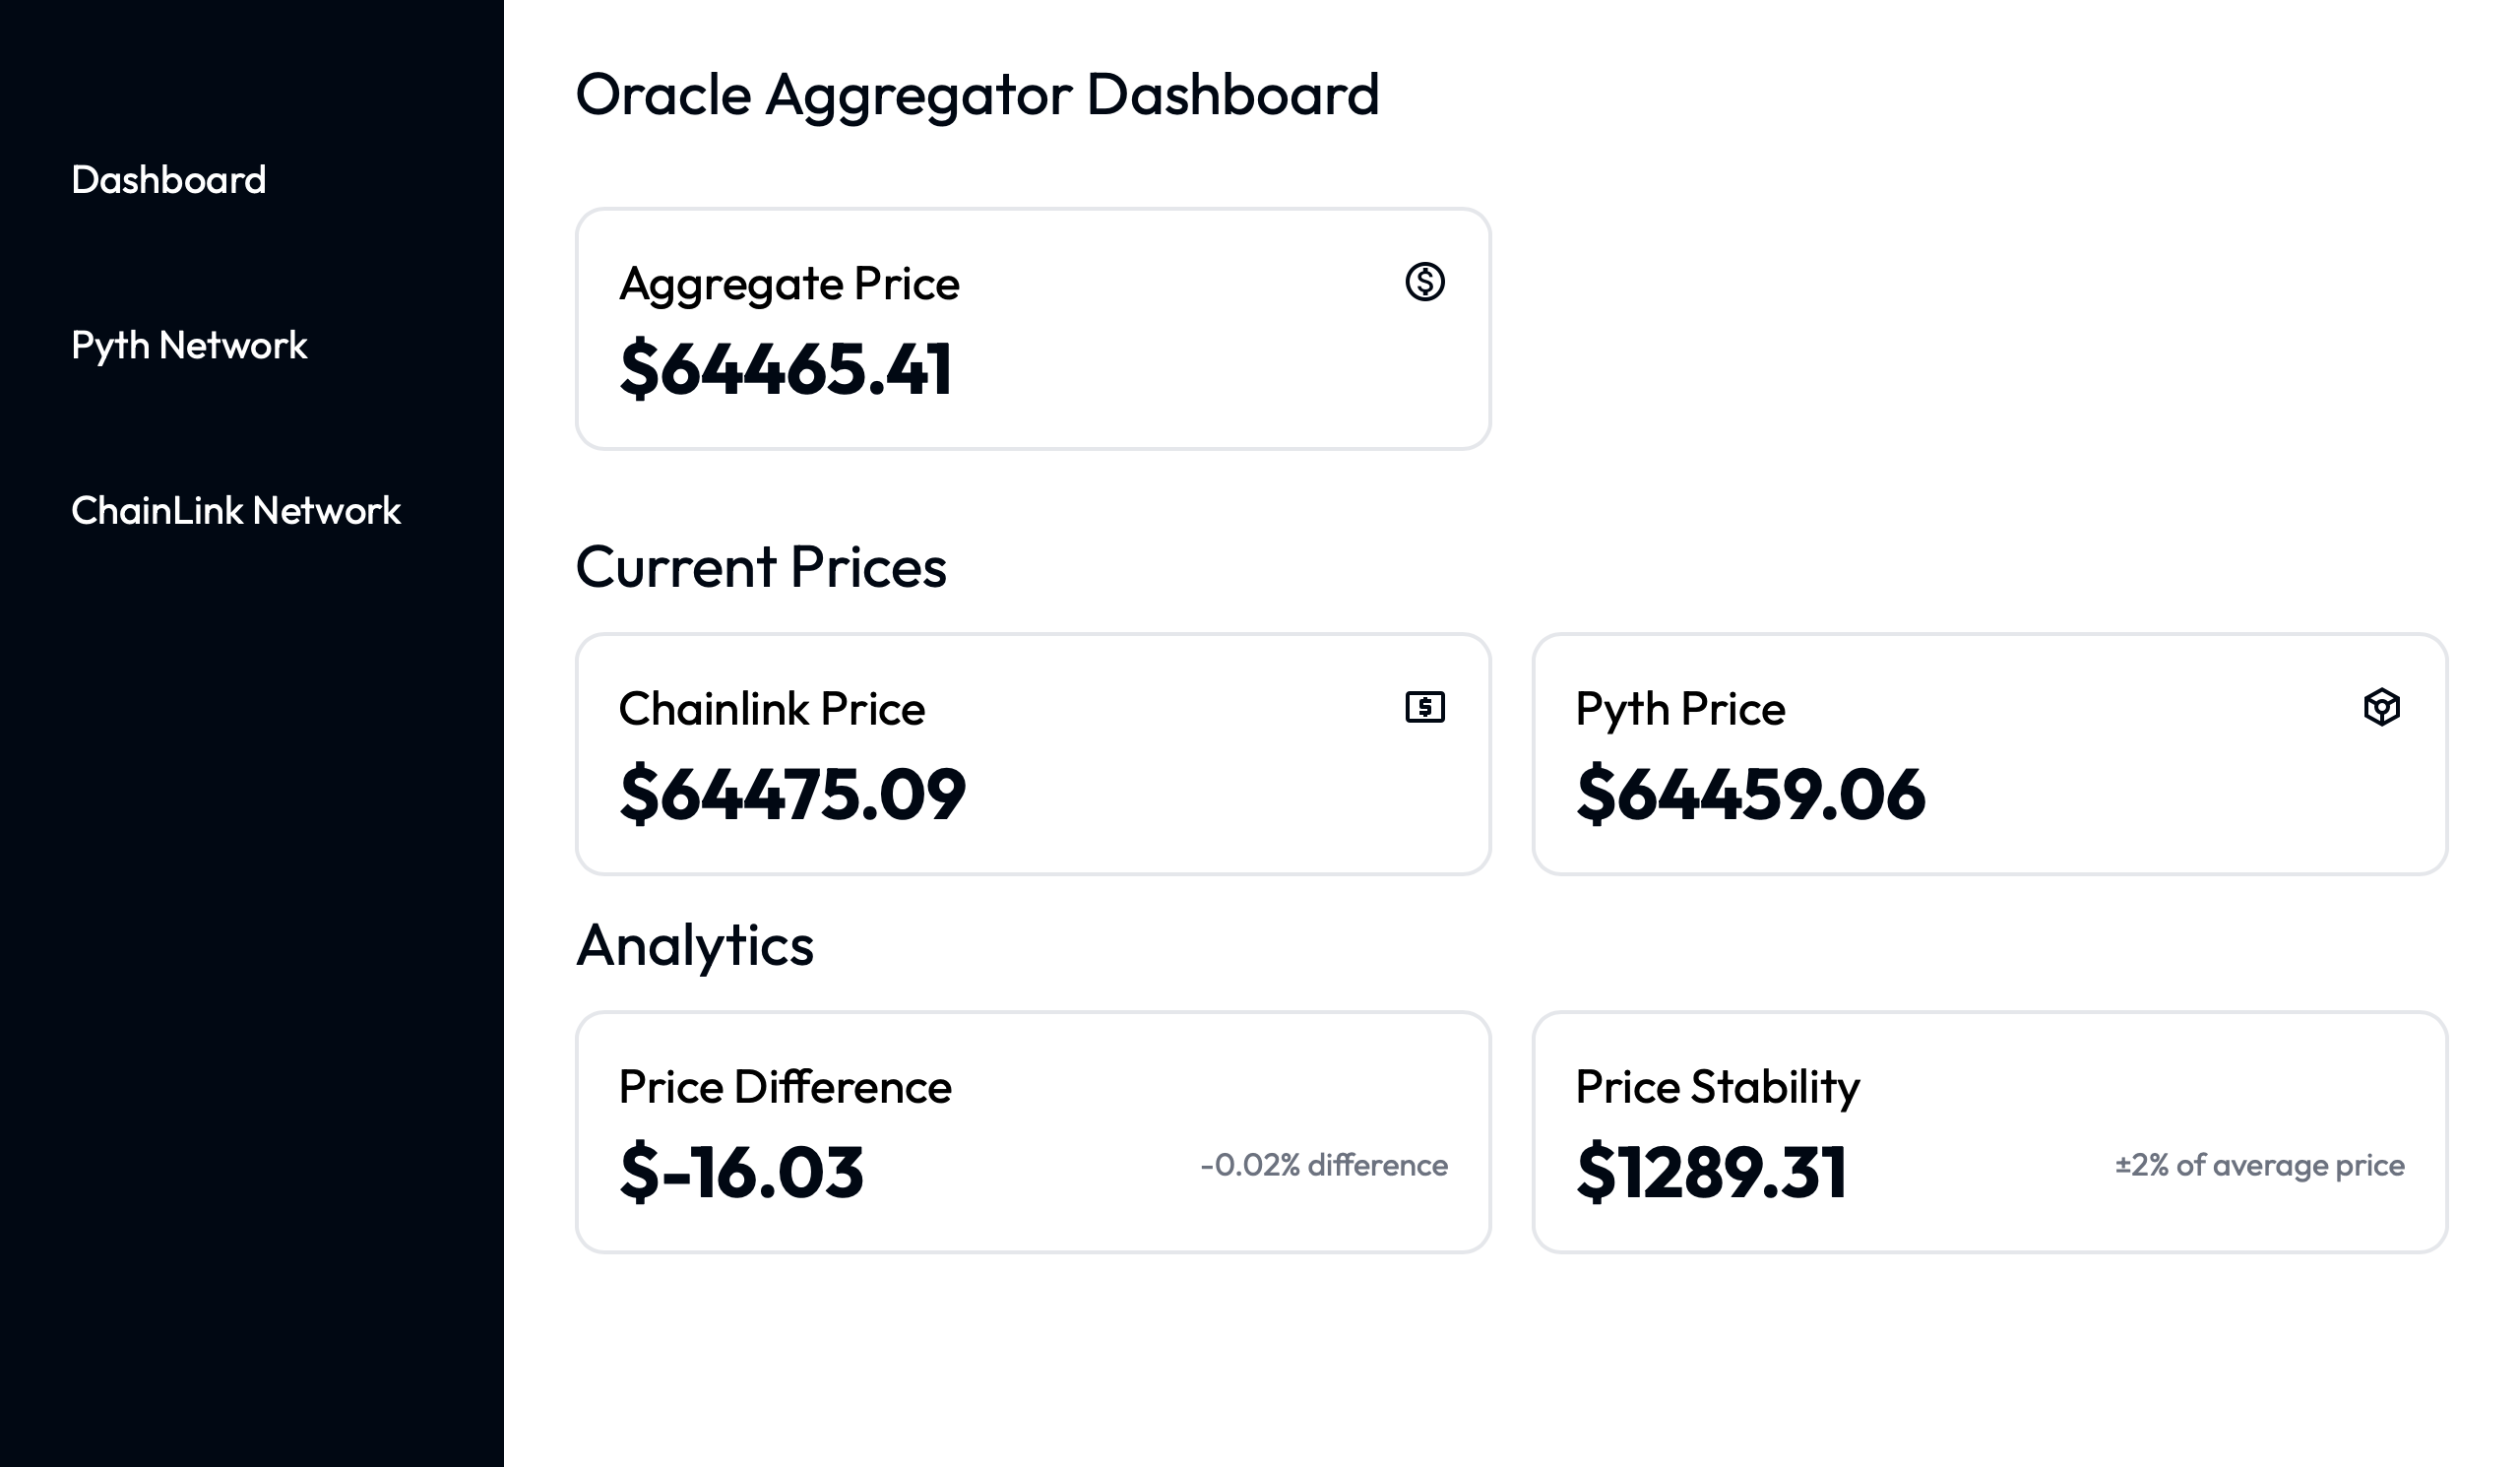 Dashboard
Pyth Network
ChainLink Network
Oracle Aggregator Dashboard
Aggregate Price
$64465.41
Current Prices
Chainlink Price
$64475.09
Pyth Price
$64459.06
Analytics
Price Difference
$-16.03
-0.02% difference
Price Stability
$1289.31
±2% of average price